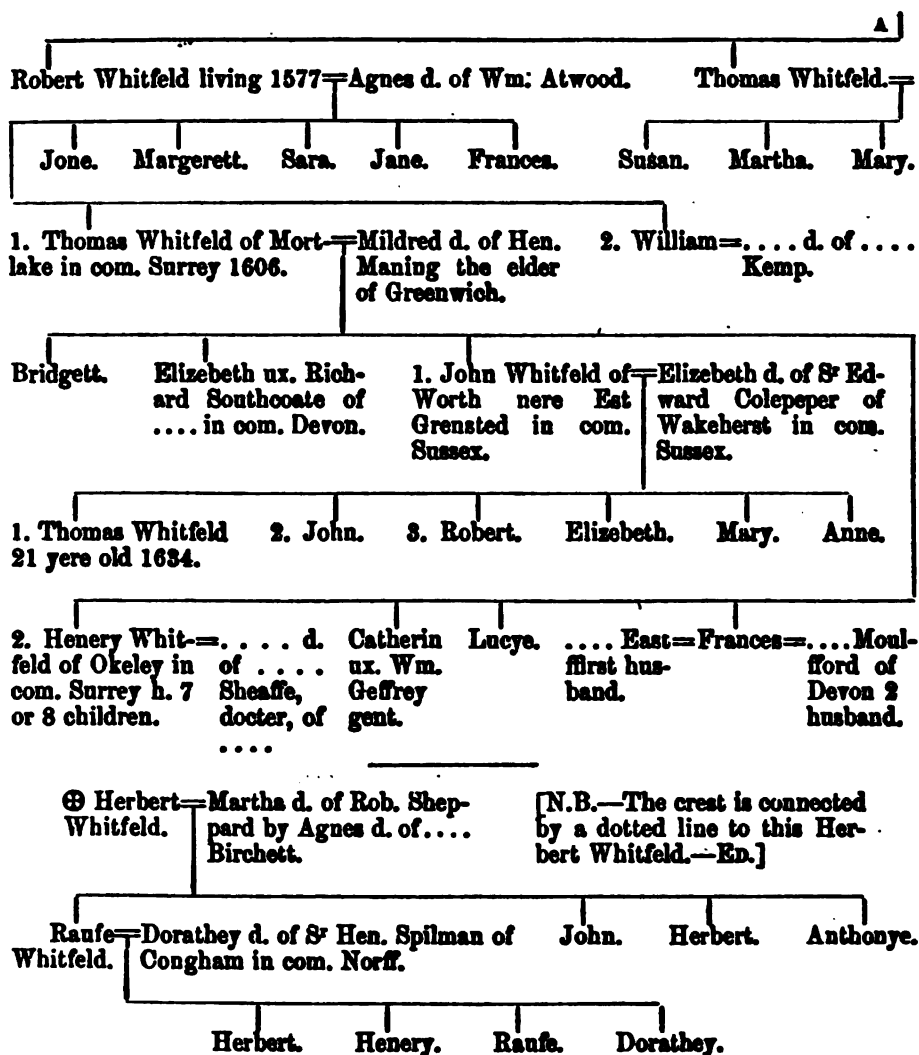 A
Robert Whitfeld living 1577=Agnes d. of Wm: Atwood. Thomas Whitfeld.=
Jone. Margerett. Sara. Jane. Frances. Susan. Martha. Mary.
1. Thomas Whitfeld of Mort-
lake in com. Surrey 1606.
=Mildred d. of Hen.
Maning the elder
of Greenwich.
2. William=.... d. of ....
Kemp.
Bridgett.
Elizebeth ux. Rich-
ard Southcoate of
.... in com. Devon.
1. John Whitfeld of
Worth nere Est
Grensted in com.
Sussex.
=Elizebeth d. of Sr Ed-
ward Colepeper of
Wakeherst in com.
Sussex.
1. Thomas Whitfeld
21 yere old 1634.
2. John. 3. Robert. Elizebeth. Mary. Anne.
2. Henery Whit-
feld of Okeley in
com. Surrey h. 7
or 8 children.
=. . . . d.
of . . . .
Sheaffe,
docter, of
. . . .
Catherin
ux. Wm.
Geffrey
gent.
Lucye.
.... East
ffirst hus-
band.
=Frances=
....Moul-
fford of
Devon 2
husband.
⊕ Herbert
Whitfeld.
=Martha d. of Rob. Shep-
pard by Agnes d. of....
Birchett.
[N.B.—The crest is connected
by a dotted line to this Her-
bert Whitfeld.—ED.]
Raufe
Whitfeld.
=Dorathey d. of Sr Hen. Spilman of
Congham in com. Norff.
John. Herbert. Anthonye.
Herbert. Henery. Raufe. Dorathey.